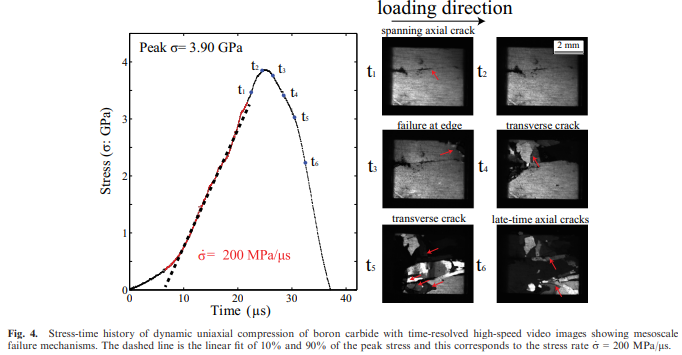 loading direction
spanning axial crack
2 mm
t1
t2
failure at edge
transverse crack
t3
t4
transverse crack
late-time axial cracks
t5
t6
Peak σ= 3.90 GPa
t1
t2
t3
t4
t5
t6
σ̇= 200 MPa/μs
Stress (σ: GPa)
4
3
2
1
0
0
10
20
30
40
Time (μs)
Fig. 4. Stress-time history of dynamic uniaxial compression of boron carbide with time-resolved high-speed video images showing mesoscale
failure mechanisms. The dashed line is the linear fit of 10% and 90% of the peak stress and this corresponds to the stress rate σ̇ = 200 MPa/μs.